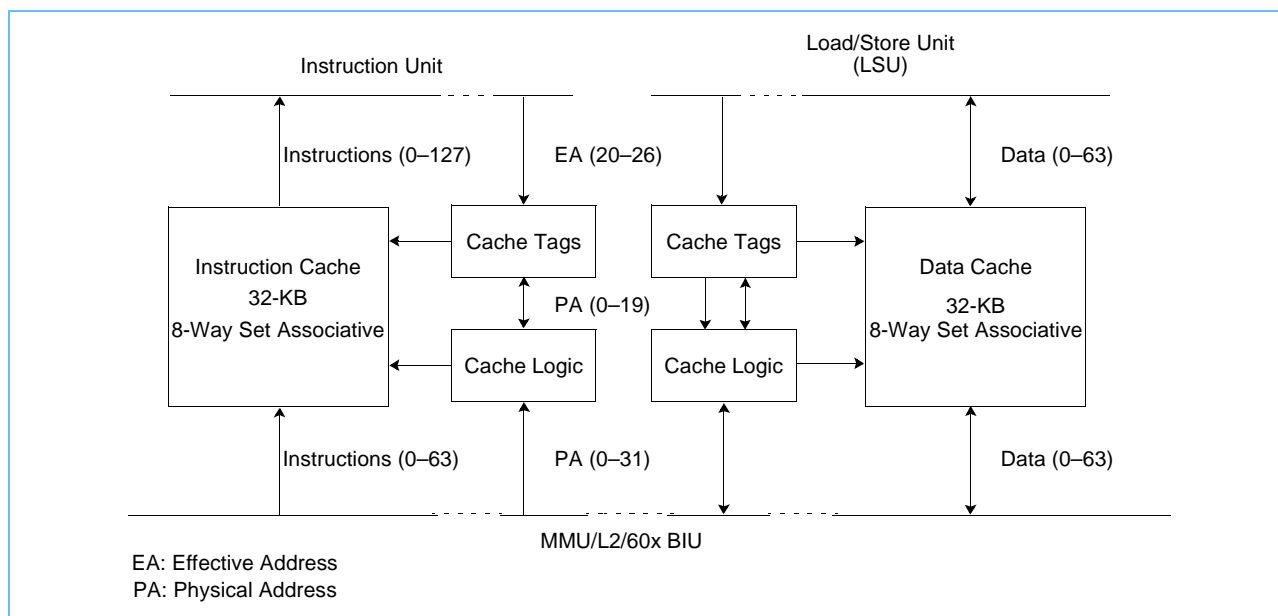 Instruction Unit
Load/Store Unit
(LSU)
Instructions (0–127)
EA (20–26)
Data (0–63)
Instruction Cache
32-KB
8-Way Set Associative
Cache Tags
Cache Tags
Data Cache
32-KB
8-Way Set Associative
PA (0–19)
Cache Logic
Cache Logic
Instructions (0–63)
PA (0–31)
Data (0–63)
MMU/L2/60x BIU
EA: Effective Address
PA: Physical Address